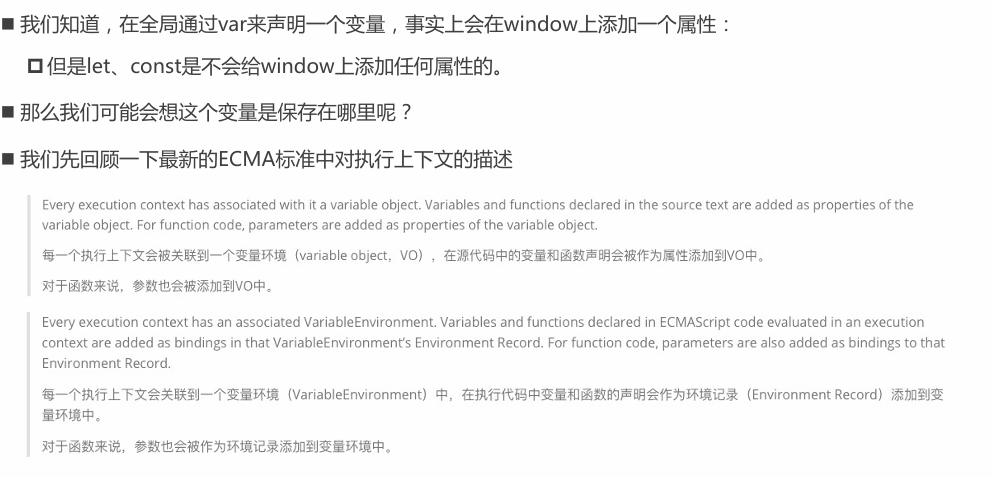 ■ 我们知道，在全局通过var来声明一个变量，事实上会在window上添加一个属性：
□ 但是let、const是不会给window上添加任何属性的。
■ 那么我们可能会想这个变量是保存在哪里呢？
■ 我们先回顾一下最新的ECMA标准中对执行上下文的描述
Every execution context has associated with it a variable object. Variables and functions declared in the source text are added as properties of the
variable object. For function code, parameters are added as properties of the variable object.
每一个执行上下文会被关联到一个变量环境（variable object，VO），在源代码中的变量和函数声明会被作为属性添加到VO中。
对于函数来说，参数也会被添加到VO中。
Every execution context has an associated VariableEnvironment. Variables and functions declared in ECMAScript code evaluated in an execution
context are added as bindings in that VariableEnvironment's Environment Record. For function code, parameters are also added as bindings to that
Environment Record.
每一个执行上下文会关联到一个变量环境（VariableEnvironment）中，在执行代码中变量和函数的声明会作为环境记录（Environment Record）添加到变
量环境中。
对于函数来说，参数也会被作为环境记录添加到变量环境中。